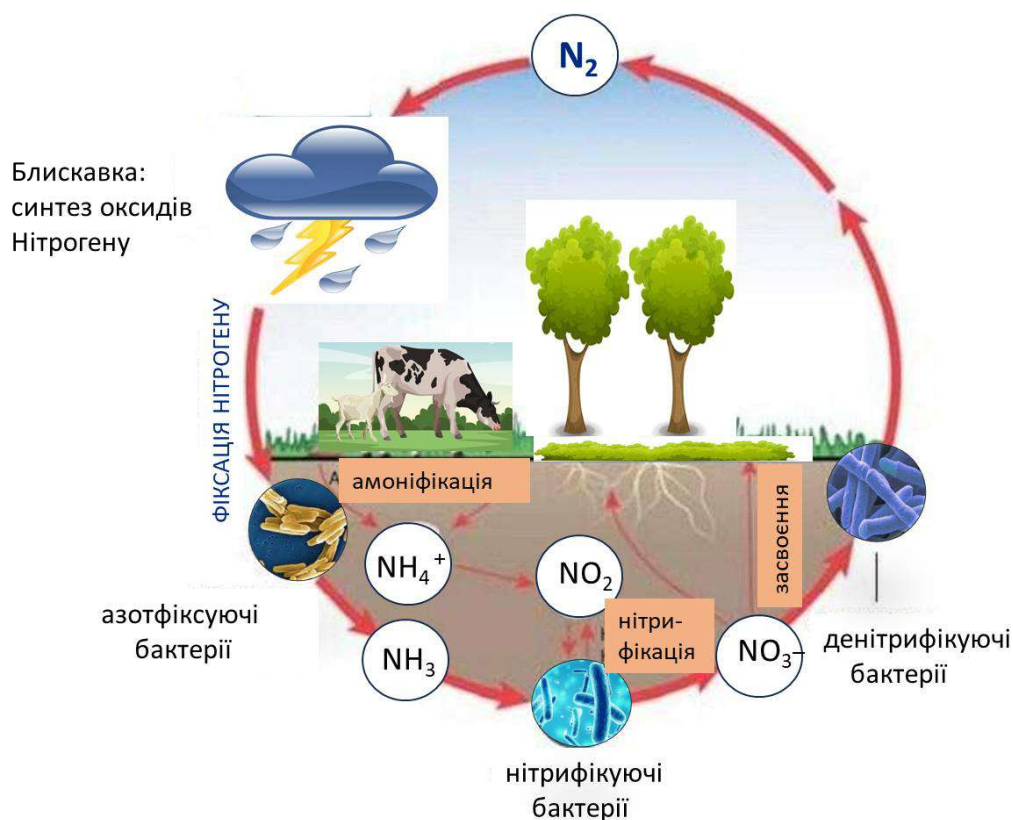 N₂
Блискавка:
синтез оксидів
Нітрогену
ФІКСАЦІЯ НІТРОГЕНУ
амоніфікація
засвоєння
NH₄⁺
NO₂
азотфіксуючі
бактерії
нітри-
фікація
NH₃
NO₃–
денітрифікуючі
бактерії
нітрифікуючі
бактерії